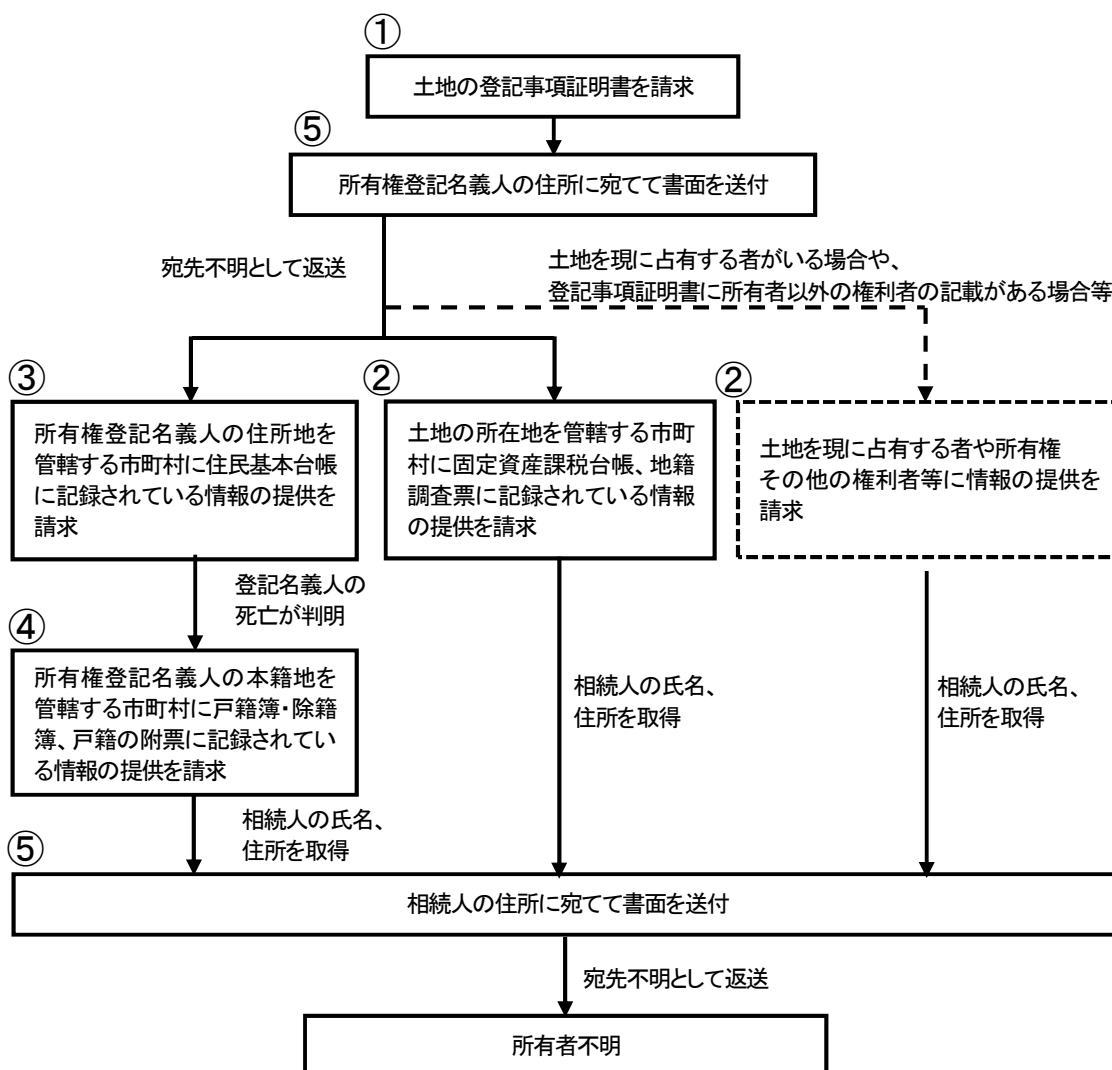 ①
土地の登記事項証明書を請求
⑤
所有権登記名義人の住所に宛てて書面を送付
宛先不明として返送
土地を現に占有する者がいる場合や、
登記事項証明書に所有者以外の権利者の記載がある場合等
③
所有権登記名義人の住所地を
管轄する市町村に住民基本台帳
に記録されている情報の提供を
請求
②
土地の所在地を管轄する市町
村に固定資産課税台帳、地籍
調査票に記録されている情報
の提供を請求
②
土地を現に占有する者や所有権
その他の権利者等に情報の提供を
請求
登記名義人の
死亡が判明
④
所有権登記名義人の本籍地を
管轄する市町村に戸籍簿・除籍
簿、戸籍の附票に記録されてい
る情報の提供を請求
相続人の氏名、
住所を取得
相続人の氏名、
住所を取得
相続人の氏名、
住所を取得
⑤
相続人の住所に宛てて書面を送付
宛先不明として返送
所有者不明